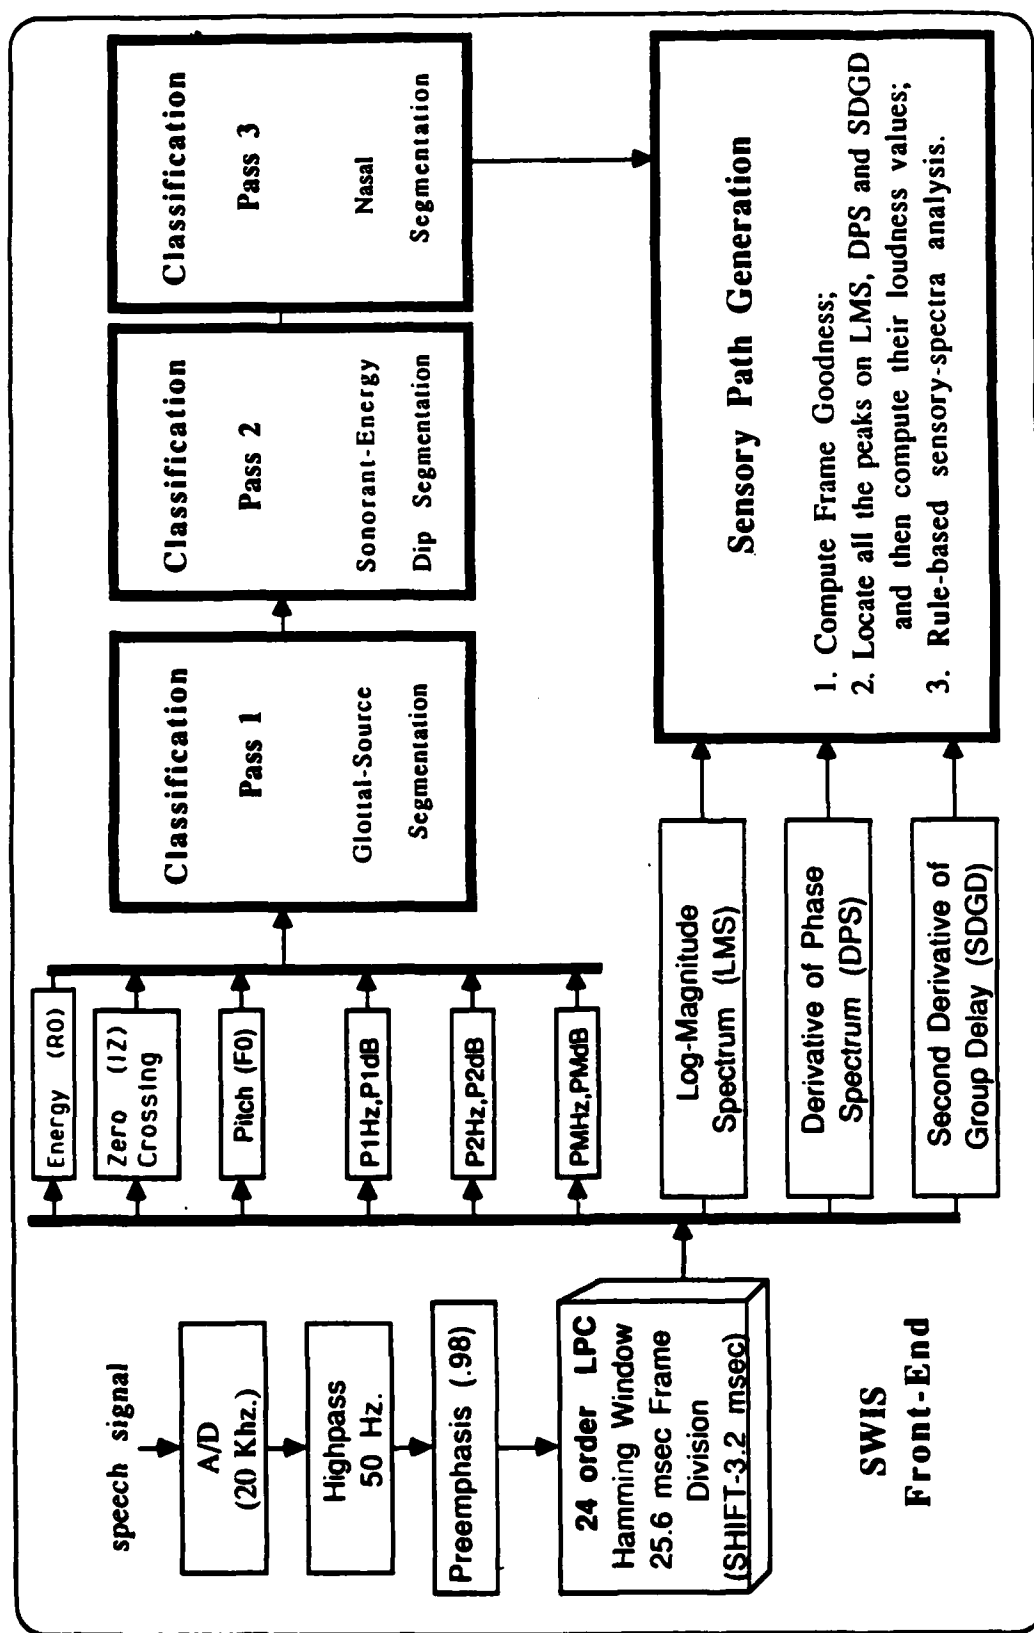 speech signal
A/D
(20 Khz.)
Highpass
50 Hz.
Preemphasis (.98)
24 order LPC
Hamming Window
25.6 msec Frame
Division
(SHIFT-3.2 msec)
SWIS
Front-End
Energy (R0)
Zero (IZ)
Crossing
Pitch (F0)
P1Hz,P1dB
P2Hz,P2dB
PMHz,PMdB
Log-Magnitude
Spectrum (LMS)
Derivative of Phase
Spectrum (DPS)
Second Derivative of
Group Delay (SDGD)
Classification
Pass 1
Glottal-Source
Segmentation
Classification
Pass 2
Sonorant-Energy
Dip Segmentation
Classification
Pass 3
Nasal
Segmentation
Sensory Path Generation
1. Compute Frame Goodness;
2. Locate all the peaks on LMS, DPS and SDGD
and then compute their loudness values;
3. Rule-based sensory-spectra analysis.